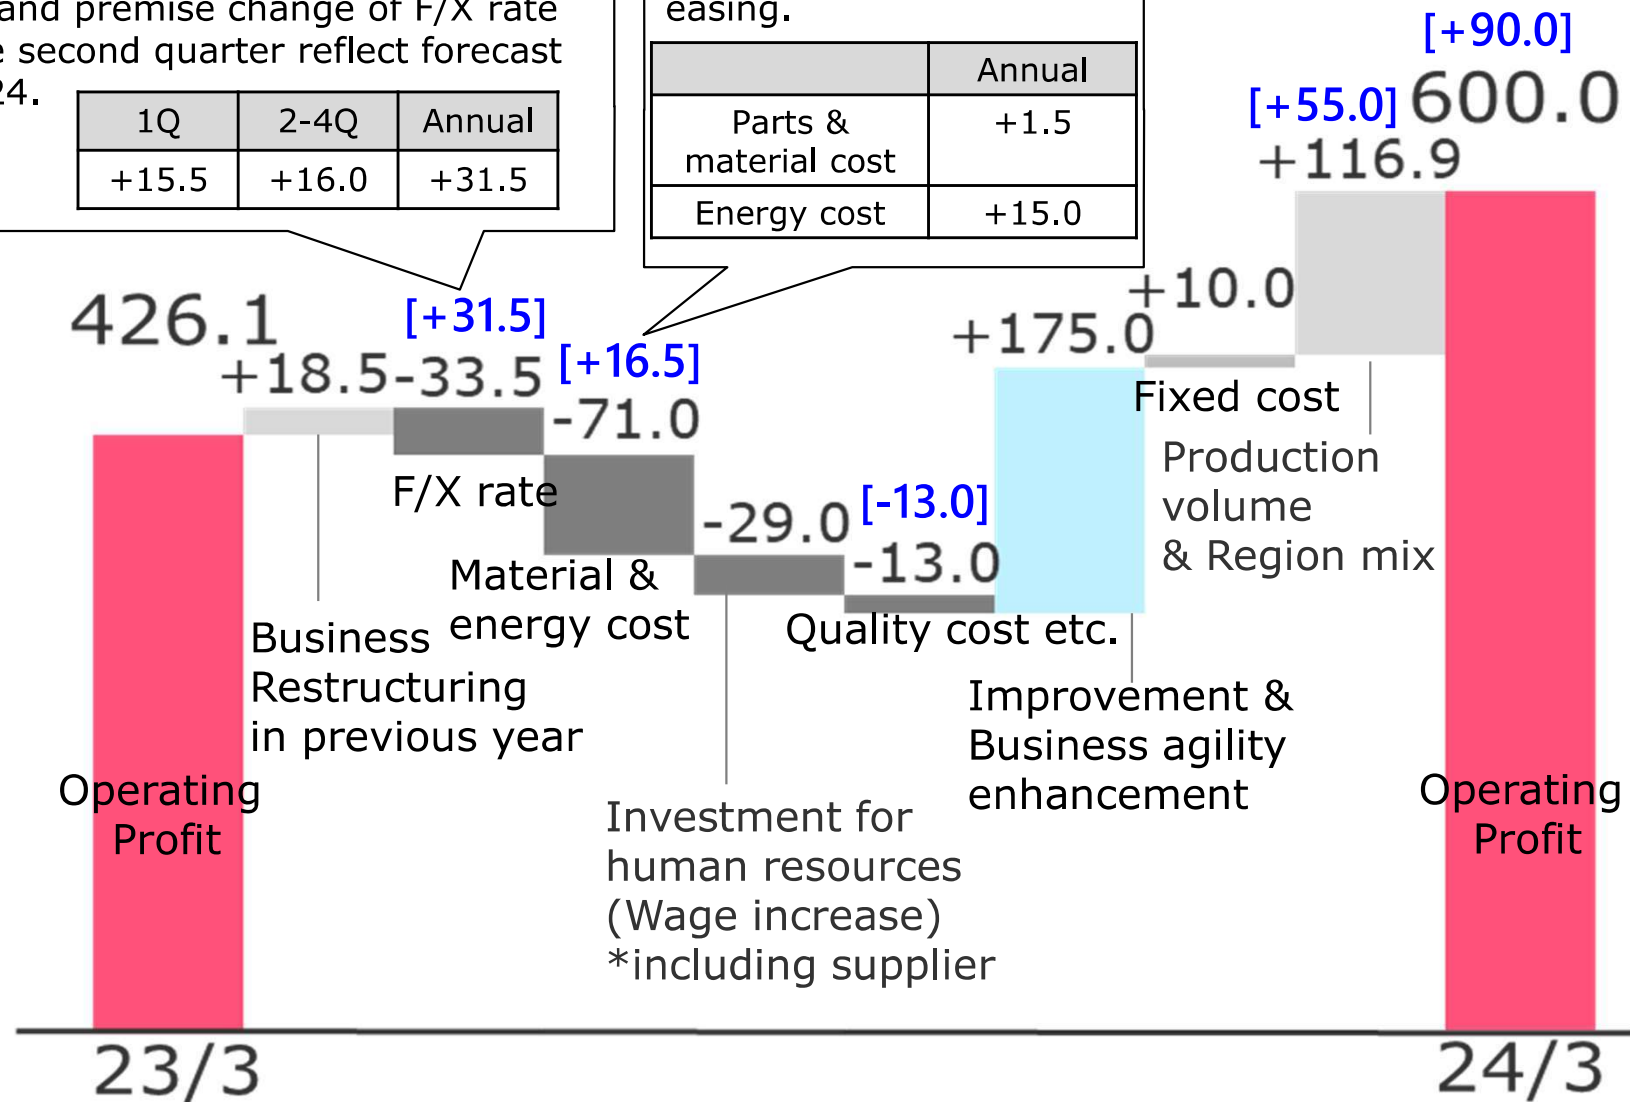 and premise change of F/X rate
second quarter reflect forecast
24.
1Q 2-4Q Annual
+15.5 +16.0 +31.5
easing.
Annual
Parts & +1.5
material cost
Energy cost +15.0
[+90.0]
[+55.0] 600.0
+116.9
426.1
[+31.5]
+18.5 -33.5
[+16.5]
-71.0
+10.0
+175.0
Fixed cost
Production
volume
& Region mix
F/X rate
-29.0
[-13.0]
-13.0
Material &
energy cost
Quality cost etc.
Business
Restructuring
in previous year
Improvement &
Business agility
enhancement
Operating
Profit
Investment for
human resources
(Wage increase)
*including supplier
Operating
Profit
23/3
24/3